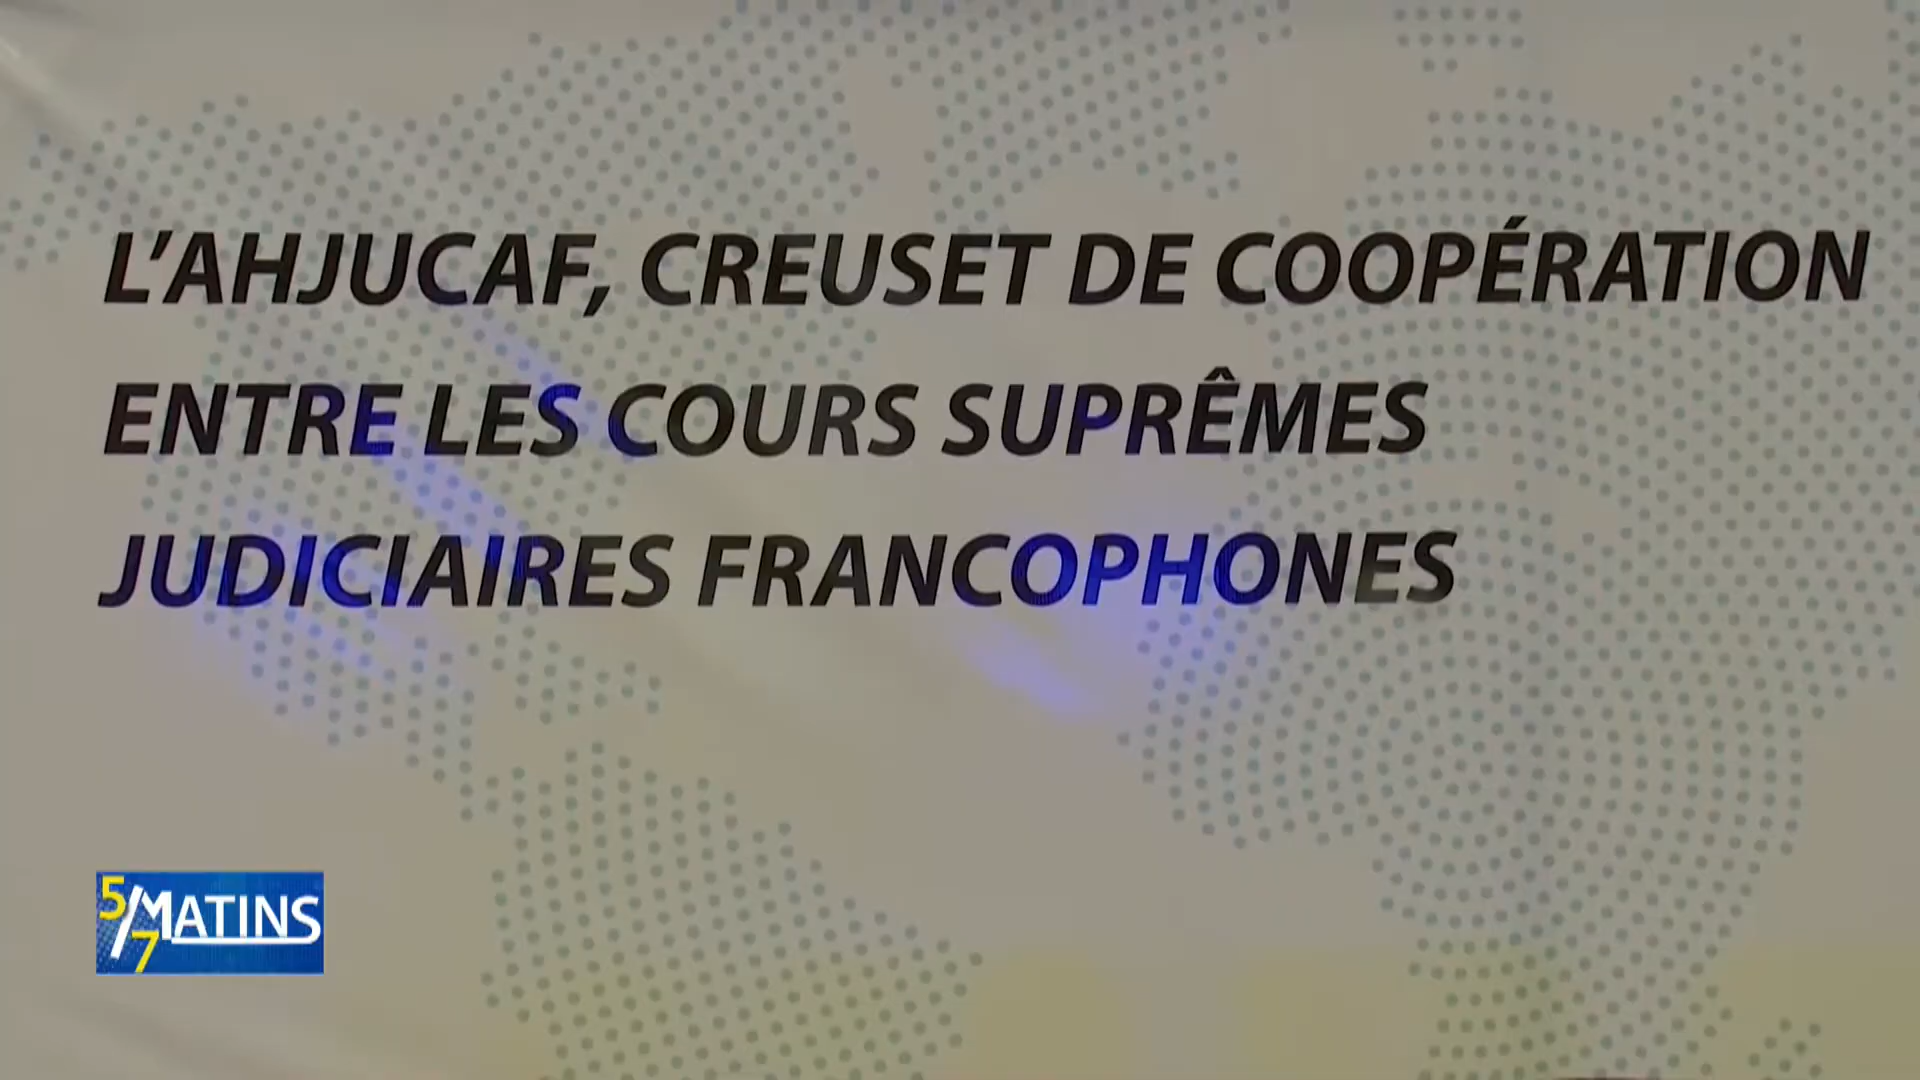 L'AHJUCAF, CREUSET DE COOPÉRATION
ENTRE LES COURS SUPRÊMES
JUDICIAIRES FRANCOPHONES
5/7 MATINS